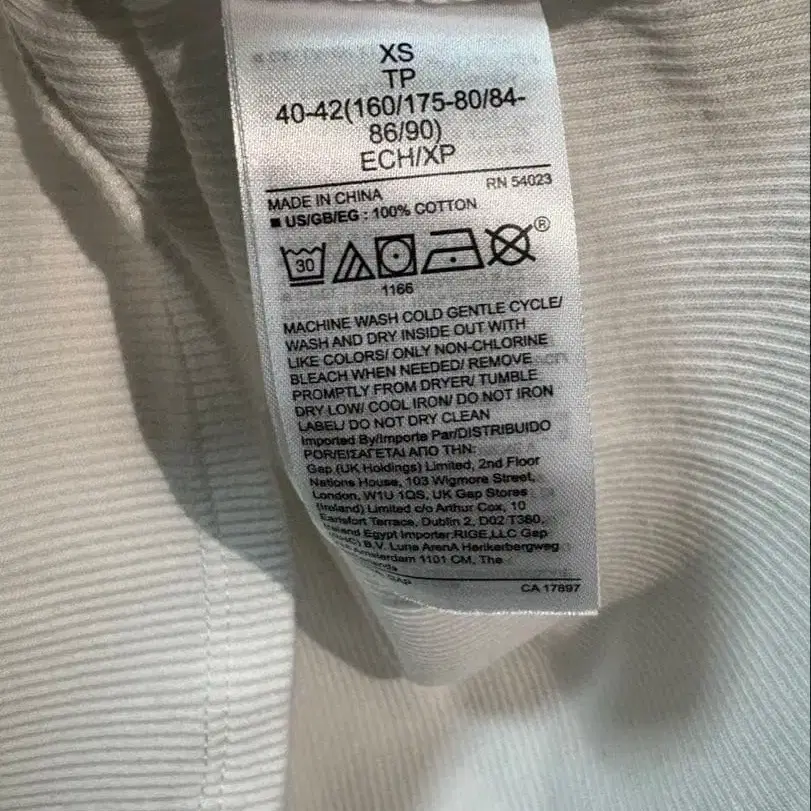 XS
TP
40-42(160/175-80/84-
86/90)
ECH/XP
RN 54023
MADE IN CHINA
■ US/GB/EG : 100% COTTON
30
®
1166
MACHINE WASH COLD GENTLE CYCLE/
WASH AND DRY INSIDE OUT WITH
LIKE COLORS/ ONLY NON-CHLORINE
BLEACH WHEN NEEDED/ REMOVE
PROMPTLY FROM DRYER/ TUMBLE
DRY LOW/ COOL IRON/ DO NOT IRON
LABEL/ DO NOT DRY CLEAN
Imported By/Importe Par/DISTRIBUIDO
POR/ΕΙΣΑΓΕΤΑΙ ΑΠΟ ΤΗΝ:
Gap (UK Holdings) Limited, 2nd Floor
Nations House, 103 Wigmore Street,
London, W1U 1QS, UK Gap Stores
(Ireland) Limited c/o Arthur Cox, 10
Earlsfort Terrace, Dublin 2, D02 T380,
Ireland Egypt Importer:RIGE,LLC Gap
B.V. Luna ArenA Herikerbergweg
Amsterdam 1101 CM, The
GAP
CA 17897